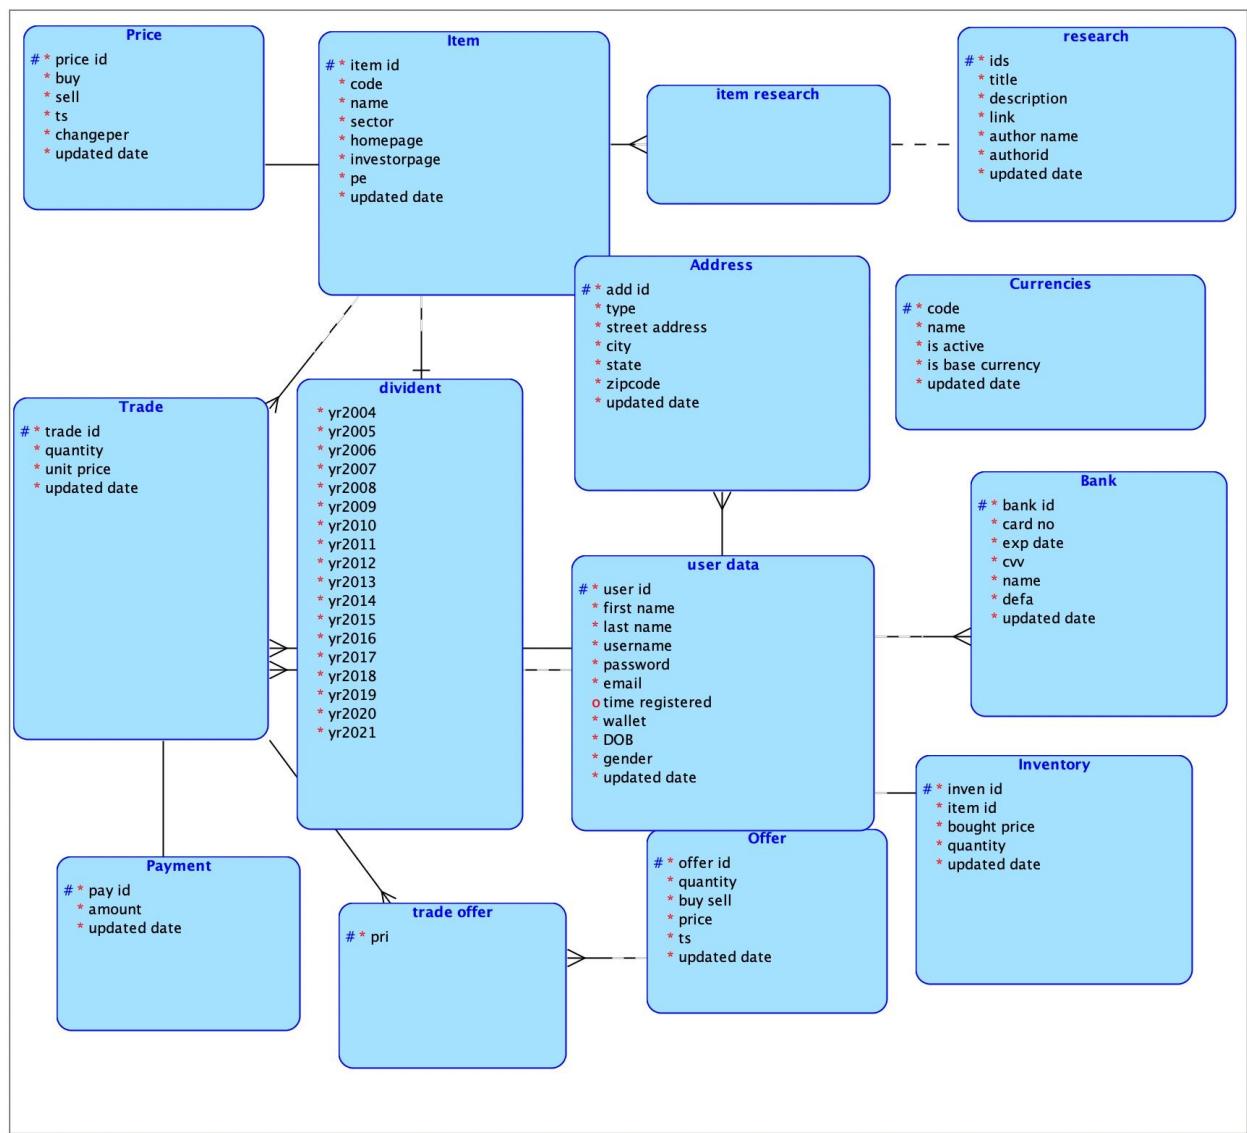 Price
# * price id
* buy
* sell
* ts
* changeper
* updated date
Item
# * item id
* code
* name
* sector
* homepage
* investorpage
* pe
* updated date
item research
research
# * ids
* title
* description
* link
* author name
* authorid
* updated date
Address
# * add id
* type
* street address
* city
* state
* zipcode
* updated date
Currencies
# * code
* name
* is active
* is base currency
* updated date
Trade
# * trade id
* quantity
* unit price
* updated date
divident
* yr2004
* yr2005
* yr2006
* yr2007
* yr2008
* yr2009
* yr2010
* yr2011
* yr2012
* yr2013
* yr2014
* yr2015
* yr2016
* yr2017
* yr2018
* yr2019
* yr2020
* yr2021
user data
# * user id
* first name
* last name
* username
* password
* email
o time registered
* wallet
* DOB
* gender
* updated date
Bank
# * bank id
* card no
* exp date
* cvv
* name
* defa
* updated date
Inventory
# * inven id
* item id
* bought price
* quantity
* updated date
Payment
# * pay id
* amount
* updated date
trade offer
# * pri
Offer
# * offer id
* quantity
* buy sell
* price
* ts
* updated date